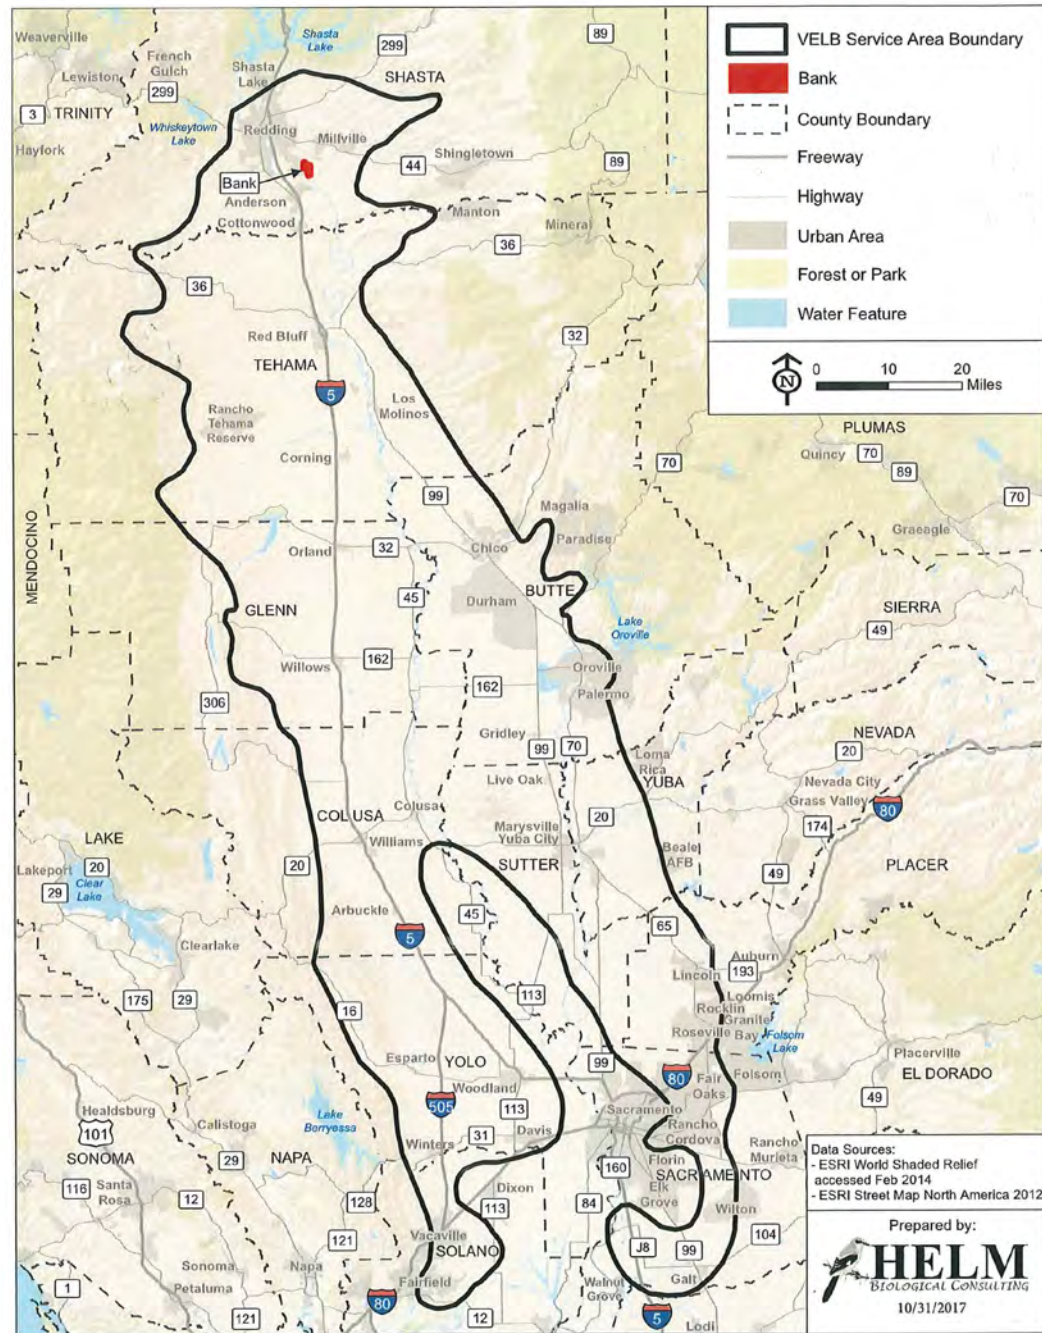 Weaverville
Lewiston
French
Gulch
299
TRINITY
3
Hayfork
Whiskeytown
Lake
Shasta
Lake
Shasta
Lake
299
SHASTA
89
Redding
Millville
44
Shingletown
89
Bank
Anderson
Cottonwood
Manton
Mineral
36
36
Red Bluff
TEHAMA
5
32
Los
Molinos
Rancho
Tehama
Reserve
Corning
99
70
PLUMAS
Quincy
70
89
70
Graeagle
Magalia
Paradise
MENDOCINO
Orland
32
Chico
45
Durham
BUTTE
GLENN
Lake
Oroville
SIERRA
49
Willows
162
162
Oroville
Palermo
306
Gridley
99
70
Live Oak
Loma
Rica
YUBA
NEVADA
20
Nevada City
Grass Valley
80
174
COLUSA
Colusa
Williams
Marysville
Yuba City
20
SUTTER
Beale
AFB
49
PLACER
LAKE
Lakeport
20
29
Clear
Lake
20
Arbuckle
45
5
65
Clearlake
Auburn
Lincoln
193
Loomis
Rocklin
Granite
Bay
Roseville
Folsom
Lake
175
29
16
113
Esparto
YOLO
Woodland
99
80
Fair
Oaks
Folsom
Placerville
EL DORADO
49
505
113
Sacramento
Rancho
Cordova
Healdsburg
101
Calistoga
Lake
Berryessa
Winters
31
Davis
Rancho
Murieta
SONOMA
29
NAPA
160
Florin
SACRAMENTO
Elk
Grove
116
Santa
Rosa
12
128
Dixon
113
84
Wilton
121
Vacaville
SOLANO
J8
99
104
1
Sonoma
Petaluma
Napa
Fairfield
Walnut
Grove
Galt
121
80
12
5
Lodi
VELB Service Area Boundary
Bank
County Boundary
Freeway
Highway
Urban Area
Forest or Park
Water Feature
N
0 10 20
Miles
Data Sources:
- ESRI World Shaded Relief
accessed Feb 2014
- ESRI Street Map North America 2012
Prepared by:
HELM
BIOLOGICAL CONSULTING
10/31/2017